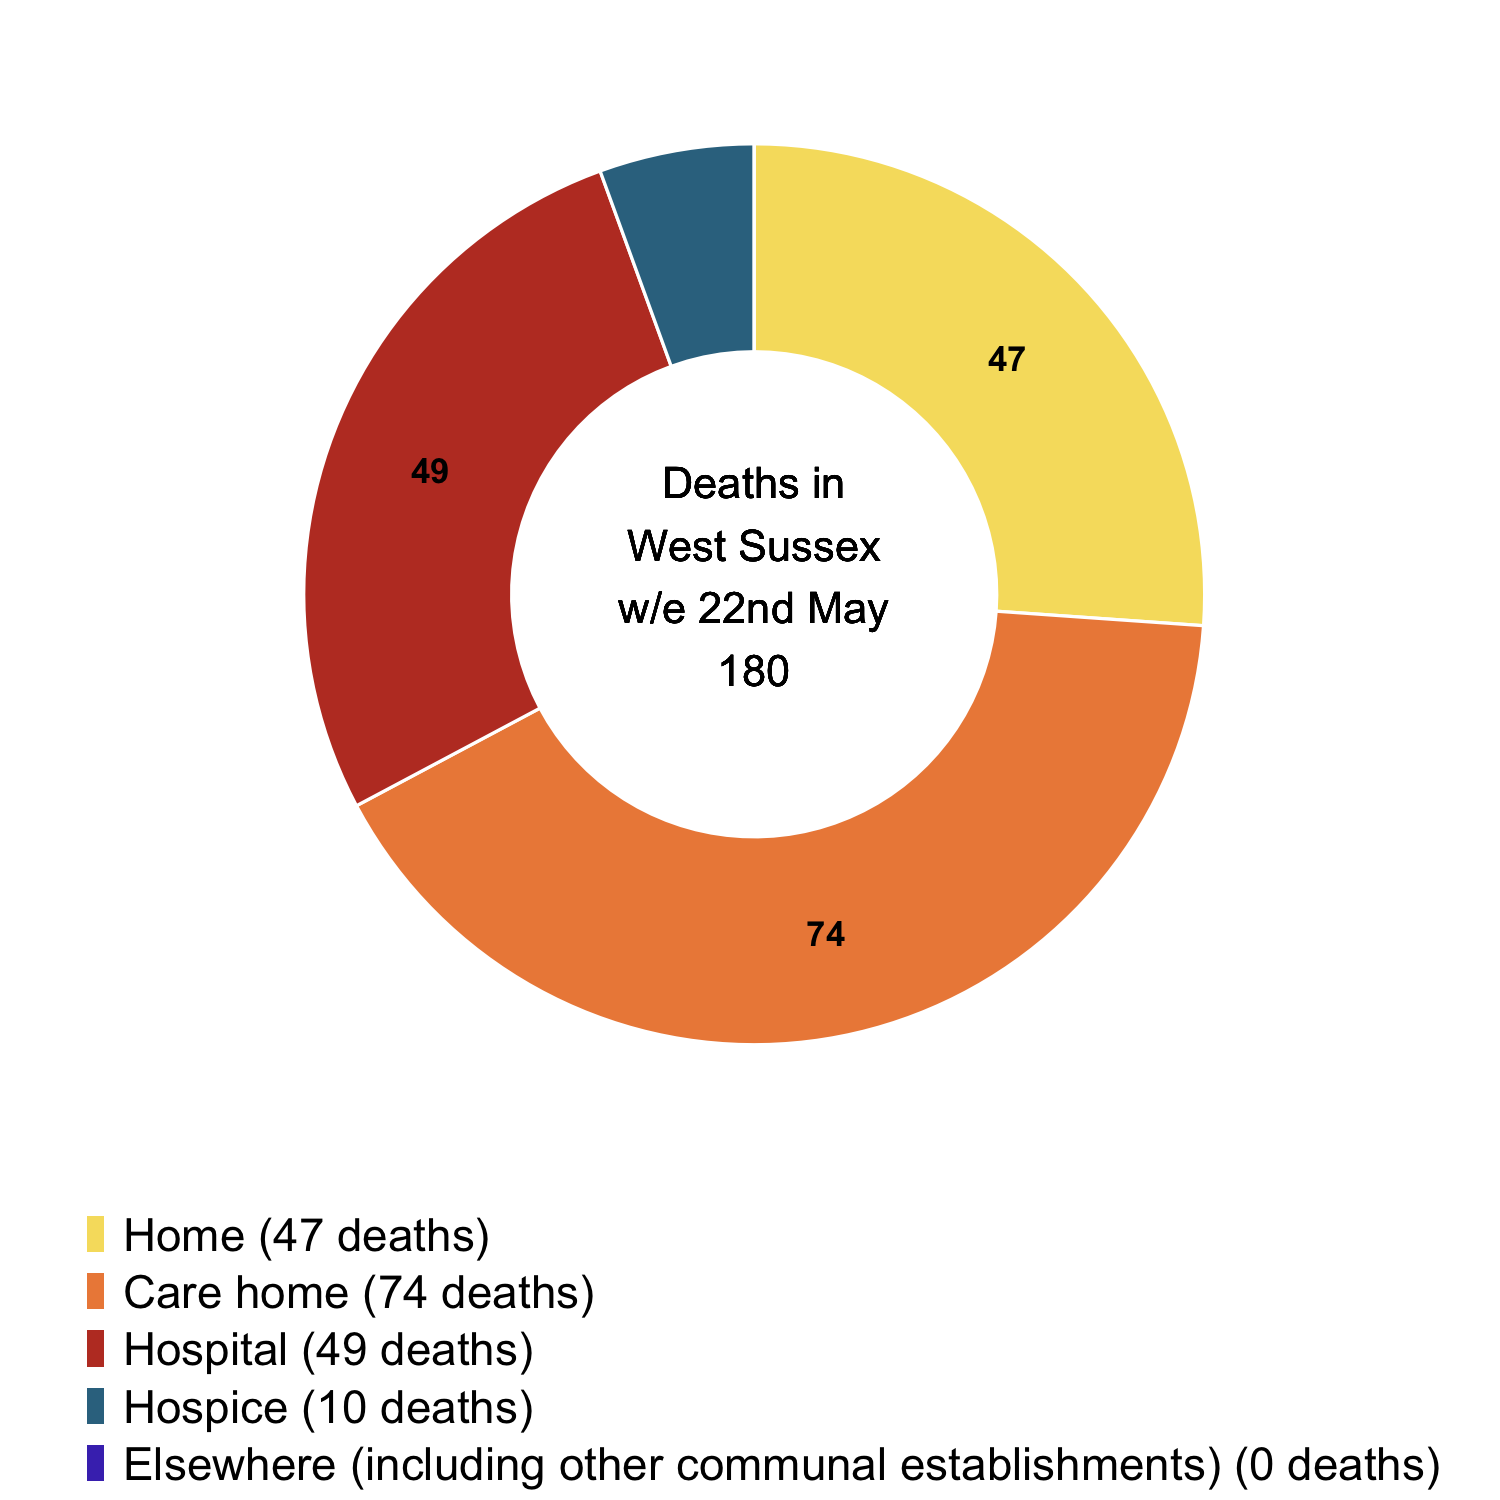 47
49
Deaths in
West Sussex
w/e 22nd May
180
74
Home (47 deaths)
Care home (74 deaths)
Hospital (49 deaths)
Hospice (10 deaths)
Elsewhere (including other communal establishments) (0 deaths)